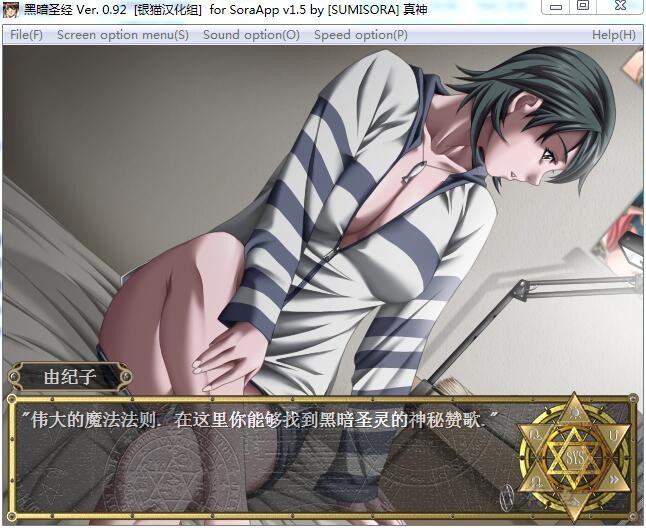 黑暗圣经 Ver. 0.92 [银猫汉化组] for SoraApp v1.5 by [SUMISORA] 真神
File(F) Screen option menu(S) Sound option(O) Speed option(P) Help(H)
由纪子
"伟大的魔法法则. 在这里你能够找到黑暗圣灵的神秘赞歌."
SYS